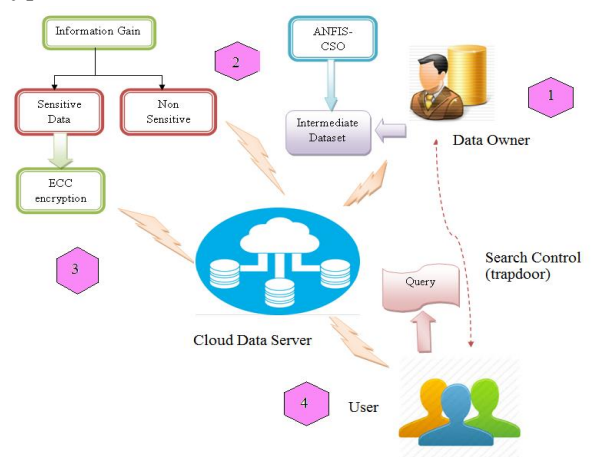 Information Gain
Sensitive
Data
Non
Sensitive
ECC
encryption
2
ANFIS-
CSO
Intermediate
Dataset
1
Data Owner
3
Cloud Data Server
Search Control
(trapdoor)
Query
4
User